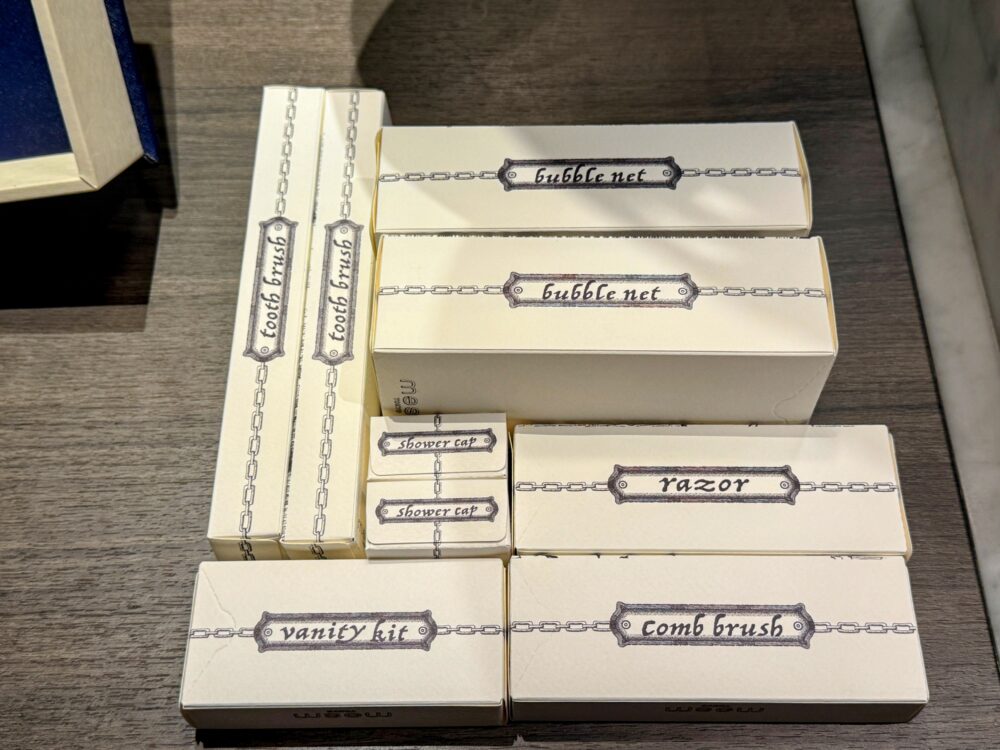 tooth brush
tooth brush
bubble net
bubble net
shower cap
shower cap
razor
vanity kit
comb brush